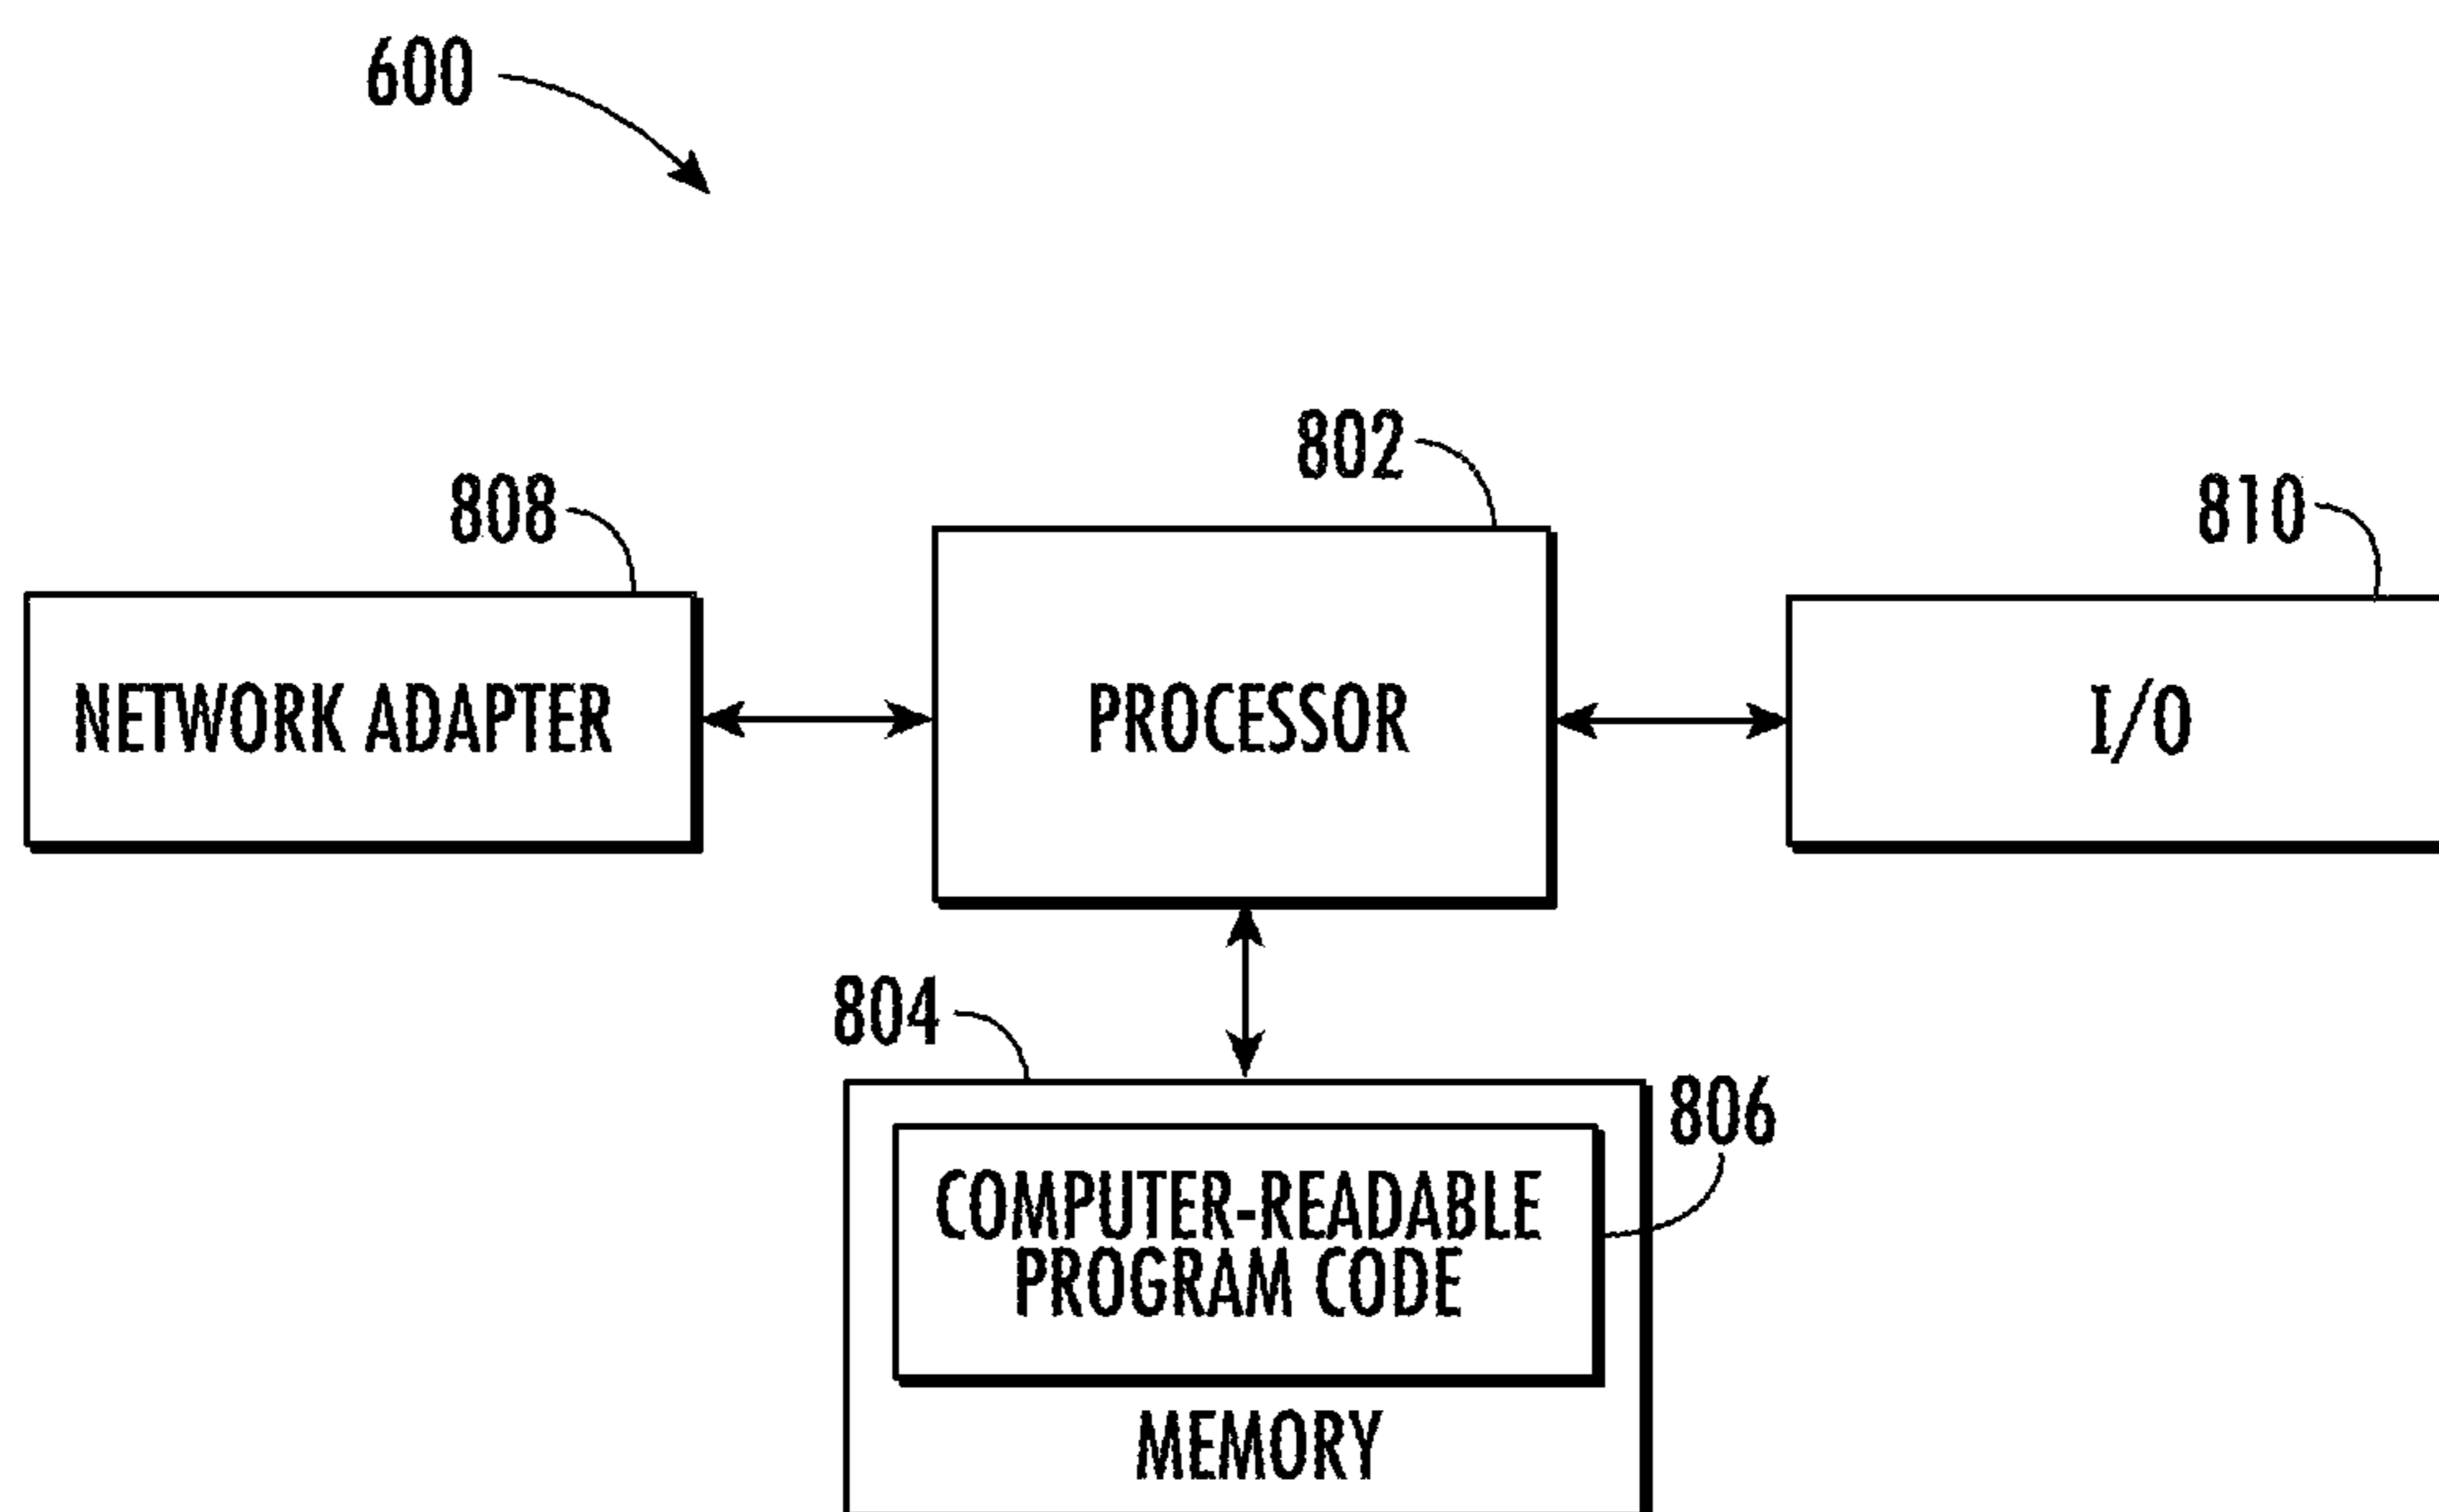 600
802
808
810
NETWORK ADAPTER
PROCESSOR
I/O
804
806
COMPUTER-READABLE
PROGRAM CODE
MEMORY